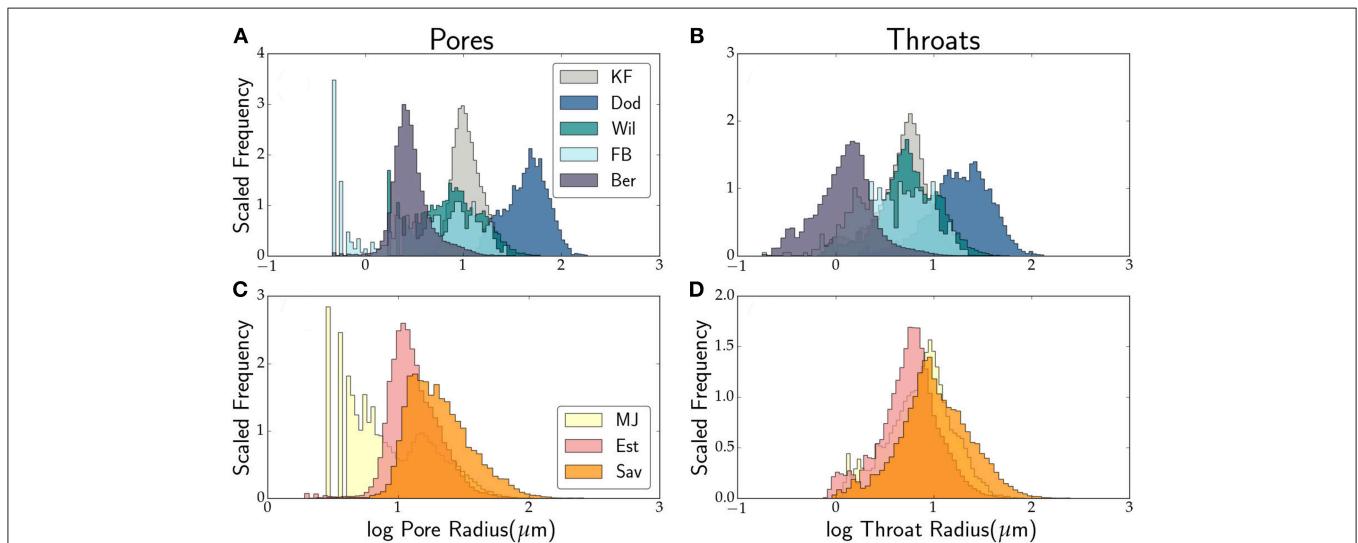 A
Pores
B
Throats
Scaled Frequency
4
3
2
1
0
−1
0
1
2
3
KF
Dod
Wil
FB
Ber
3
2
1
0
−1
0
1
2
3
C
D
Scaled Frequency
3
2
1
0
0
1
2
3
log Pore Radius(μm)
MJ
Est
Sav
Scaled Frequency
2.0
1.5
1.0
0.5
0.0
−1
0
1
2
3
log Throat Radius(μm)